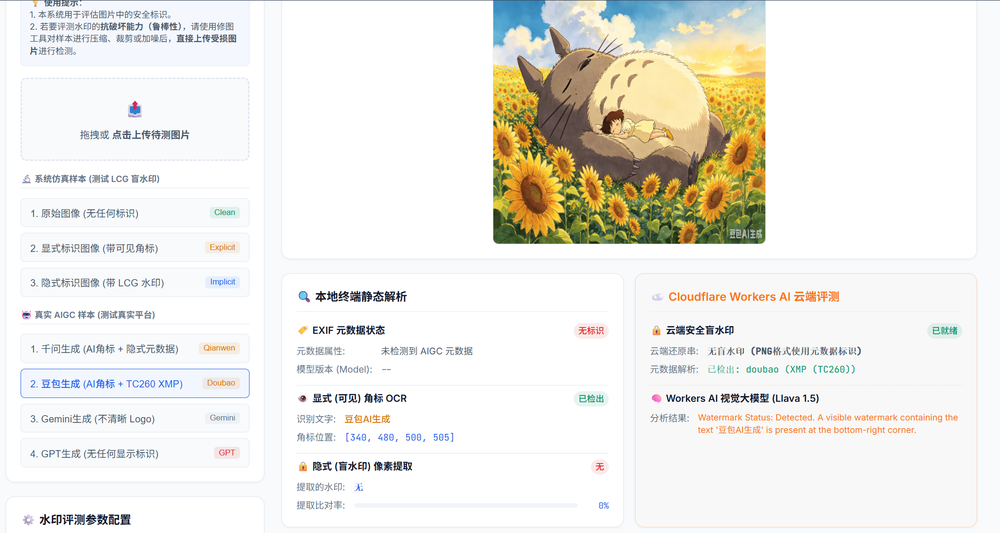 使用提示：
1. 本系统用于评估图片中的安全标识。
2. 若要评测水印的抗破坏能力（鲁棒性），请使用修图
工具对样本进行压缩、裁剪或加噪后，直接上传受损图
片进行检测。
拖拽或 点击上传待测图片
系统仿真样本 (测试 LCG 盲水印)
1. 原始图像 (无任何标识) Clean
2. 显式标识图像 (带可见角标) Explicit
3. 隐式标识图像 (带 LCG 水印) Implicit
真实 AIGC 样本 (测试真实平台)
1. 千问生成 (AI角标 + 隐式元数据) Qianwen
2. 豆包生成 (AI角标 + TC260 XMP) Doubao
3. Gemini生成 (不清晰 Logo) Gemini
4. GPT生成 (无任何显示标识) GPT
水印评测参数配置
豆包AI生成
本地终端静态解析
EXIF 元数据状态 无标识
元数据属性: 未检测到 AIGC 元数据
模型版本 (Model): --
显式 (可见) 角标 OCR 已检出
识别文字: 豆包AI生成
角标位置: [340, 480, 500, 505]
隐式 (盲水印) 像素提取 无
提取的水印: 无
提取比对率: 0%
Cloudflare Workers AI 云端评测
云端安全盲水印 已就绪
云端还原串: 无盲水印 (PNG格式使用元数据标识)
元数据解析: 已检出: doubao (XMP (TC260))
Workers AI 视觉大模型 (Llava 1.5)
分析结果: Watermark Status: Detected. A visible watermark containing the
text '豆包AI生成' is present at the bottom-right corner.